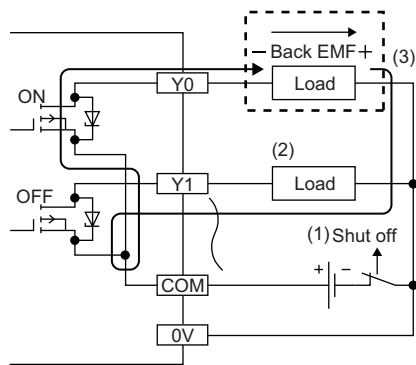 − Back EMF +
(3)
ON
Y0
Load
(2)
OFF
Y1
Load
(1) Shut off
+ −
COM
0V